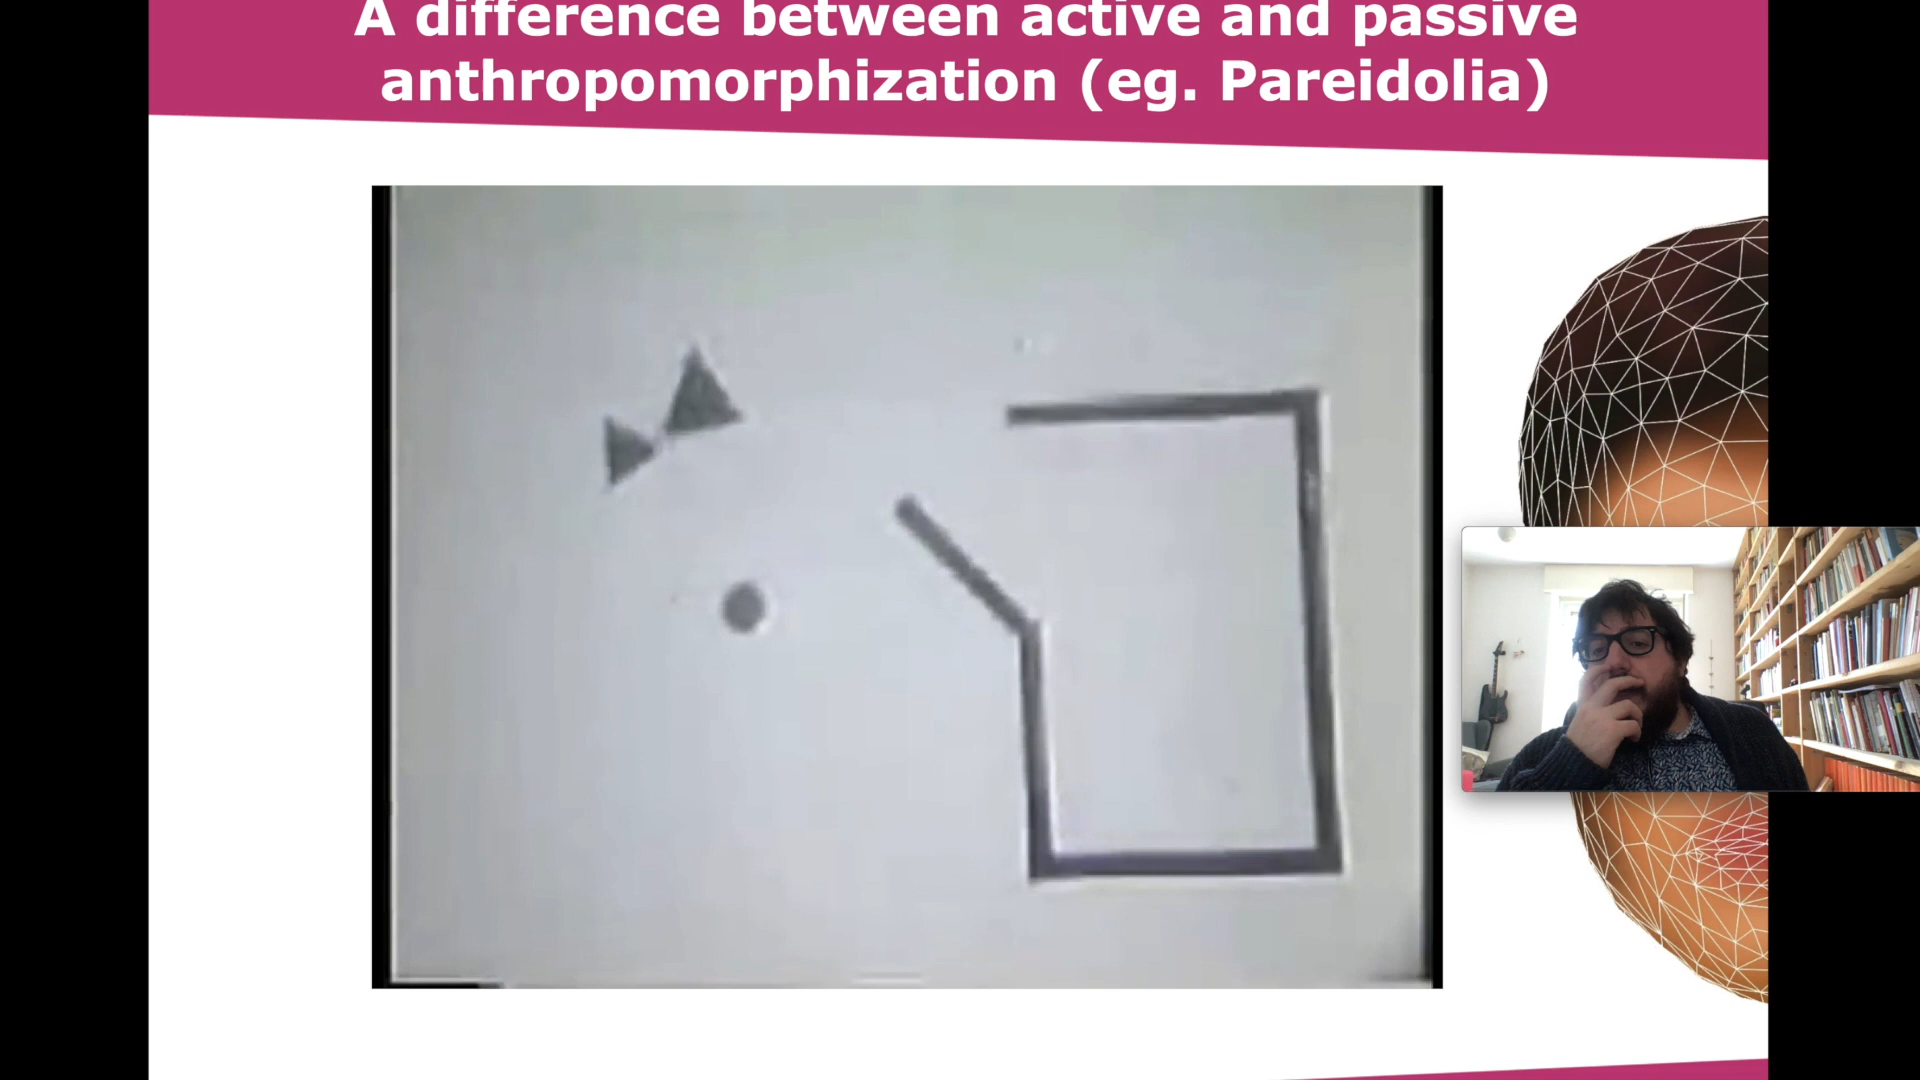 A difference between active and passive
anthropomorphization (eg. Pareidolia)